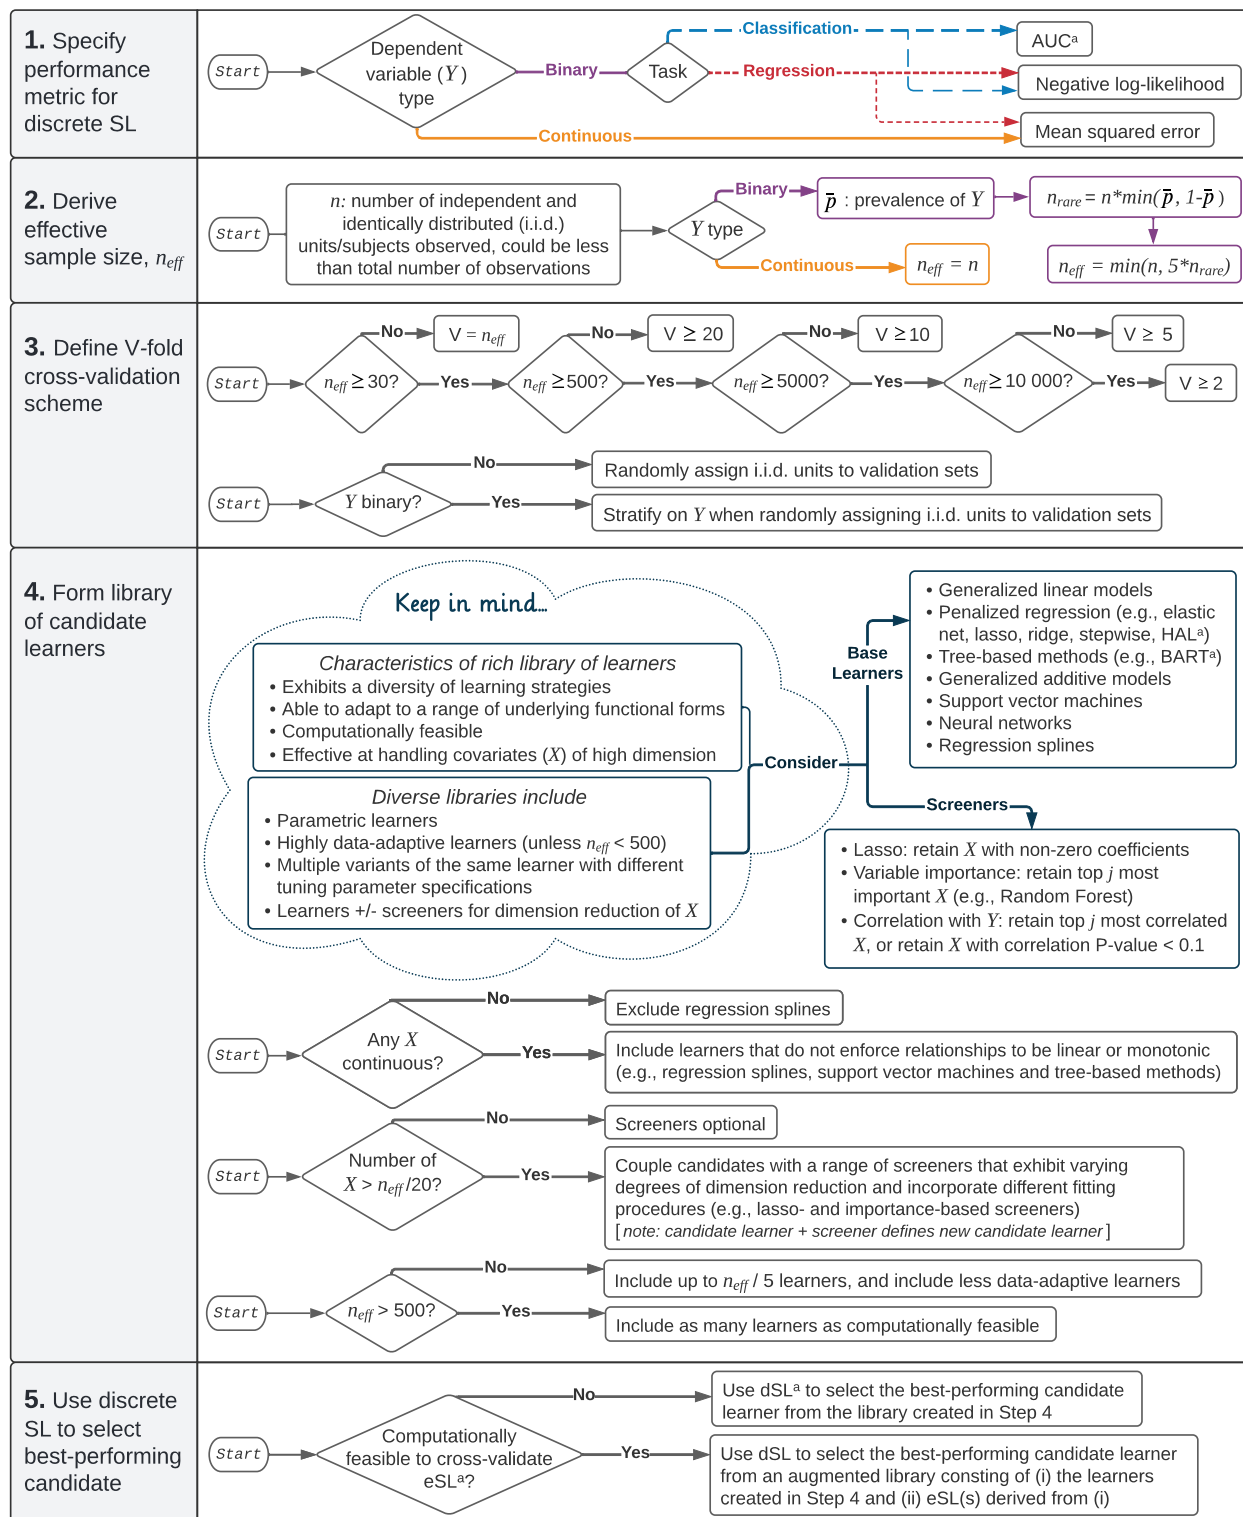 1. Specify
performance
metric for
discrete SL
Start
Dependent
variable (Y)
type
Binary
Task
Classification
Regression
Continuous
AUCᵃ
Negative log-likelihood
Mean squared error
2. Derive
effective
sample size, n_eff
Start
n: number of independent and
identically distributed (i.i.d.)
units/subjects observed, could be less
than total number of observations
Y type
Binary
p̄ : prevalence of Y
n_rare = n*min(p̄, 1-p̄)
n_eff = min(n, 5*n_rare)
Continuous
n_eff = n
3. Define V-fold
cross-validation
scheme
Start
n_eff ≥ 30?
No
V = n_eff
Yes
n_eff ≥ 500?
No
V ≥ 20
Yes
n_eff ≥ 5000?
No
V ≥ 10
Yes
n_eff ≥ 10 000?
No
V ≥ 5
Yes
V ≥ 2
Start
Y binary?
No
Randomly assign i.i.d. units to validation sets
Yes
Stratify on Y when randomly assigning i.i.d. units to validation sets
4. Form library
of candidate
learners
Keep in mind...
Characteristics of rich library of learners
• Exhibits a diversity of learning strategies
• Able to adapt to a range of underlying functional forms
• Computationally feasible
• Effective at handling covariates (X) of high dimension
Diverse libraries include
• Parametric learners
• Highly data-adaptive learners (unless n_eff < 500)
• Multiple variants of the same learner with different
tuning parameter specifications
• Learners +/- screeners for dimension reduction of X
Consider
Base
Learners
• Generalized linear models
• Penalized regression (e.g., elastic
net, lasso, ridge, stepwise, HALᵃ)
• Tree-based methods (e.g., BARTᵃ)
• Generalized additive models
• Support vector machines
• Neural networks
• Regression splines
Screeners
• Lasso: retain X with non-zero coefficients
• Variable importance: retain top j most
important X (e.g., Random Forest)
• Correlation with Y: retain top j most correlated
X, or retain X with correlation P-value < 0.1
Start
Any X
continuous?
No
Exclude regression splines
Yes
Include learners that do not enforce relationships to be linear or monotonic
(e.g., regression splines, support vector machines and tree-based methods)
Start
Number of
X > n_eff /20?
No
Screeners optional
Yes
Couple candidates with a range of screeners that exhibit varying
degrees of dimension reduction and incorporate different fitting
procedures (e.g., lasso- and importance-based screeners)
[note: candidate learner + screener defines new candidate learner]
Start
n_eff > 500?
No
Include up to n_eff / 5 learners, and include less data-adaptive learners
Yes
Include as many learners as computationally feasible
5. Use discrete
SL to select
best-performing
candidate
Start
Computationally
feasible to cross-validate
eSLᵃ?
No
Use dSLᵃ to select the best-performing candidate
learner from the library created in Step 4
Yes
Use dSL to select the best-performing candidate learner
from an augmented library consting of (i) the learners
created in Step 4 and (ii) eSL(s) derived from (i)